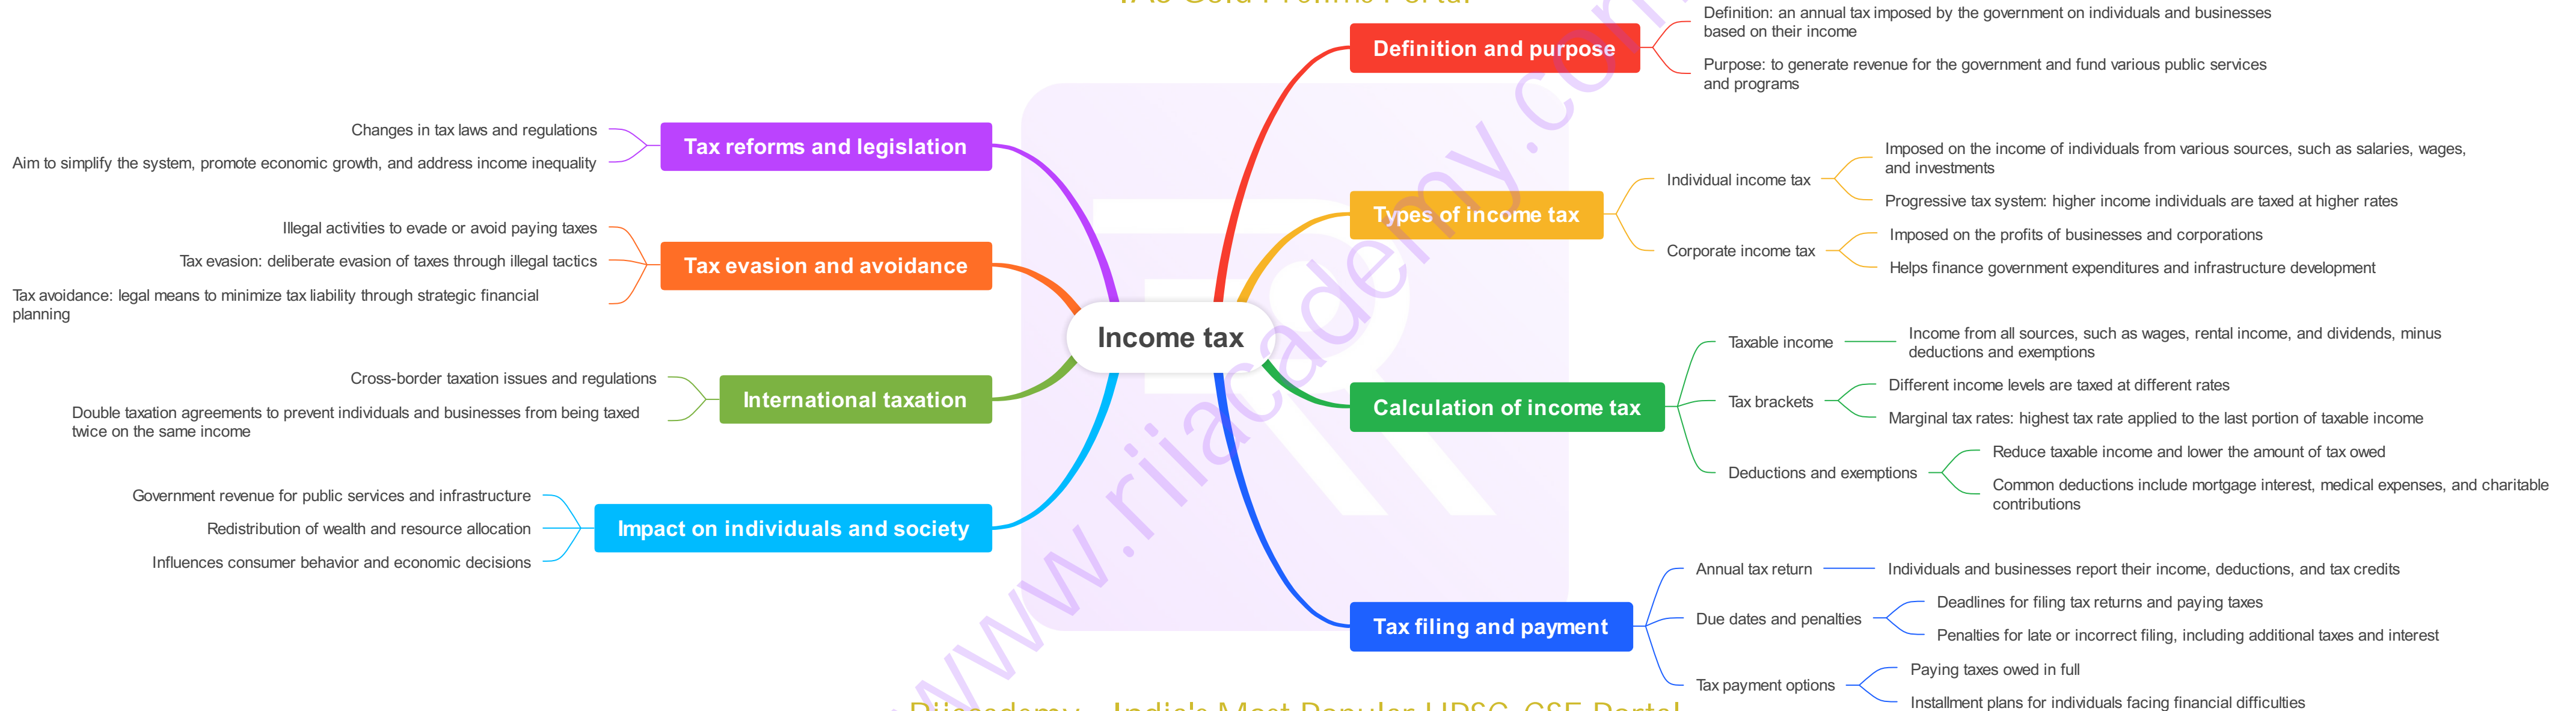 Income tax
Definition and purpose
Definition: an annual tax imposed by the government on individuals and businesses
based on their income
Purpose: to generate revenue for the government and fund various public services
and programs
Types of income tax
Individual income tax
Imposed on the income of individuals from various sources, such as salaries, wages,
and investments
Progressive tax system: higher income individuals are taxed at higher rates
Corporate income tax
Imposed on the profits of businesses and corporations
Helps finance government expenditures and infrastructure development
Calculation of income tax
Taxable income
Income from all sources, such as wages, rental income, and dividends, minus
deductions and exemptions
Tax brackets
Different income levels are taxed at different rates
Marginal tax rates: highest tax rate applied to the last portion of taxable income
Deductions and exemptions
Reduce taxable income and lower the amount of tax owed
Common deductions include mortgage interest, medical expenses, and charitable
contributions
Tax filing and payment
Annual tax return
Individuals and businesses report their income, deductions, and tax credits
Due dates and penalties
Deadlines for filing tax returns and paying taxes
Penalties for late or incorrect filing, including additional taxes and interest
Tax payment options
Paying taxes owed in full
Installment plans for individuals facing financial difficulties
Tax reforms and legislation
Changes in tax laws and regulations
Aim to simplify the system, promote economic growth, and address income inequality
Tax evasion and avoidance
Illegal activities to evade or avoid paying taxes
Tax evasion: deliberate evasion of taxes through illegal tactics
Tax avoidance: legal means to minimize tax liability through strategic financial
planning
International taxation
Cross-border taxation issues and regulations
Double taxation agreements to prevent individuals and businesses from being taxed
twice on the same income
Impact on individuals and society
Government revenue for public services and infrastructure
Redistribution of wealth and resource allocation
Influences consumer behavior and economic decisions
India's Most Popular UPSC CSE Portal